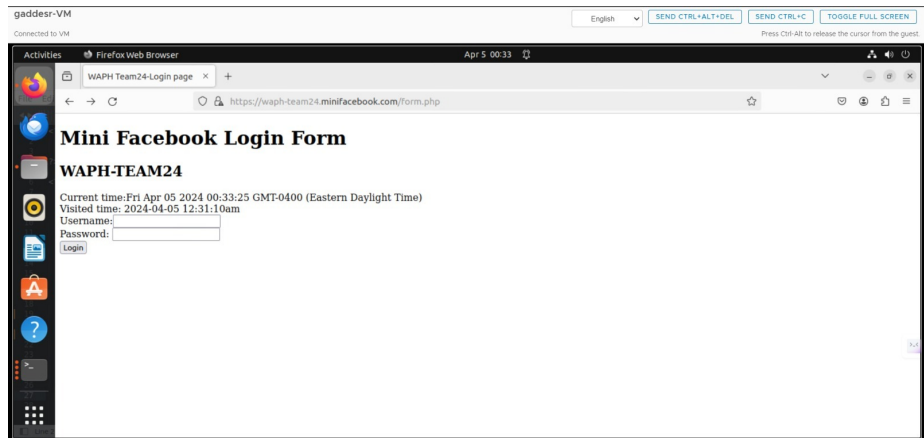 gaddesr-VM
English
SEND CTRL+ALT+DEL
SEND CTRL+C
TOGGLE FULL SCREEN
Connected to VM
Press Ctrl-Alt to release the cursor from the guest.
Activities
Firefox Web Browser
Apr 5 00:33
WAPH Team24-Login page
https://waph-team24.minifacebook.com/form.php
Mini Facebook Login Form
WAPH-TEAM24
Current time:Fri Apr 05 2024 00:33:25 GMT-0400 (Eastern Daylight Time)
Visited time: 2024-04-05 12:31:10am
Username:
Password:
Login